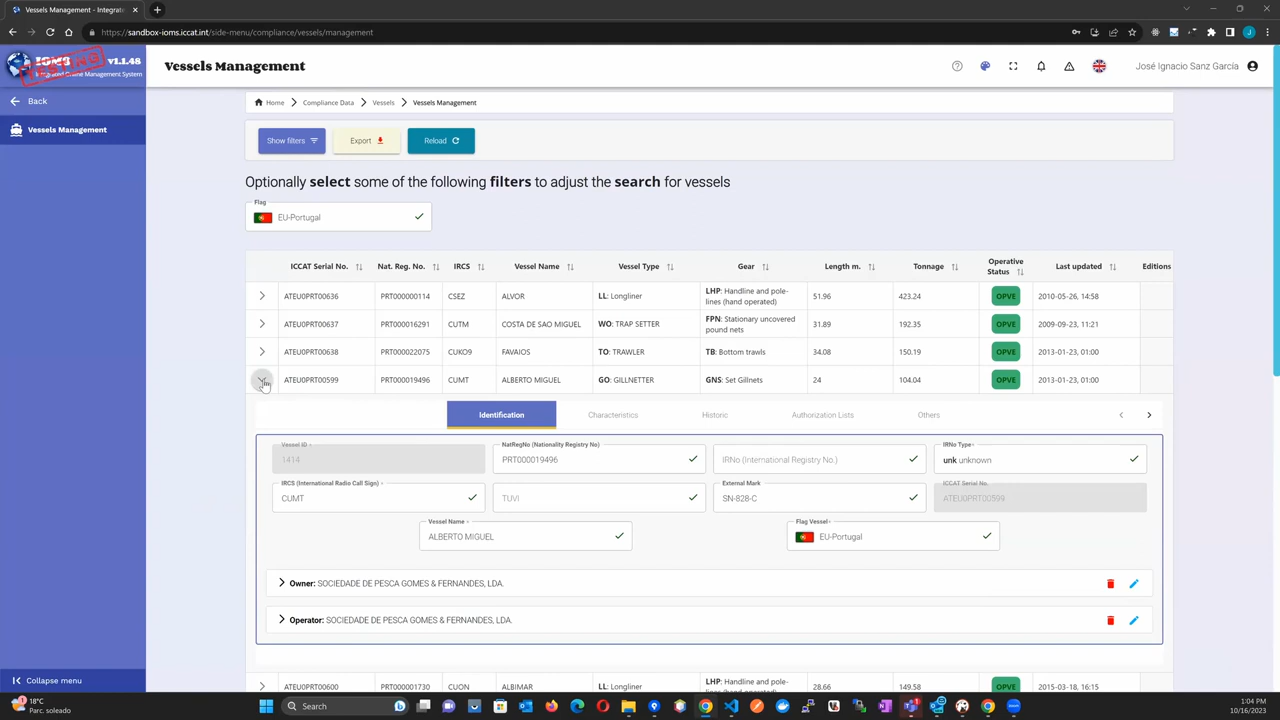 Vessels Management - Integrate
https://sandbox-ioms.iccat.int/side-menu/compliance/vessels/management
IOMS v1.1.48
Integrated Online Management System
TESTING
Vessels Management
José Ignacio Sanz García
Back
Vessels Management
Home Compliance Data Vessels Vessels Management
Show filters Export Reload
Optionally select some of the following filters to adjust the search for vessels
Flag
EU-Portugal
ICCAT Serial No. Nat. Reg. No. IRCS Vessel Name Vessel Type Gear Length m. Tonnage Operative Status Last updated Editions
ATEU0PRT00636 PRT000000114 CSEZ ALVOR LL: Longliner LHP: Handline and pole-lines (hand operated) 51.96 423.24 OPVE 2010-05-26, 14:58
ATEU0PRT00637 PRT000016291 CUTM COSTA DE SAO MIGUEL WO: TRAP SETTER FPN: Stationary uncovered pound nets 31.89 192.35 OPVE 2009-09-23, 11:21
ATEU0PRT00638 PRT000022075 CUKO9 FAVAIOS TO: TRAWLER TB: Bottom trawls 34.08 150.19 OPVE 2013-01-23, 01:00
ATEU0PRT00599 PRT000019496 CUMT ALBERTO MIGUEL GO: GILLNETTER GNS: Set Gillnets 24 104.04 OPVE 2013-01-23, 01:00
Identification Characteristics Historic Authorization Lists Others
Vessel ID * NatRegNo (Nationality Registry No) IRNo Type*
1414 PRT000019496 IRNo (International Registry No.) unk unknown
IRCS (International Radio Call Sign) * External Mark ICCAT Serial No.
CUMT TUVI SN-828-C ATEU0PRT00599
Vessel Name * Flag Vessel*
ALBERTO MIGUEL EU-Portugal
Owner: SOCIEDADE DE PESCA GOMES & FERNANDES, LDA.
Operator: SOCIEDADE DE PESCA GOMES & FERNANDES, LDA.
ATEU0PRT00600 PRT000001730 CUON ALBIMAR LL: Longliner LHP: Handline and pole-lines (hand operated) 28.66 149.58 OPVE 2015-03-18, 16:15
Collapse menu
18°C
Parc. soleado
Search
1:04 PM
10/16/2023